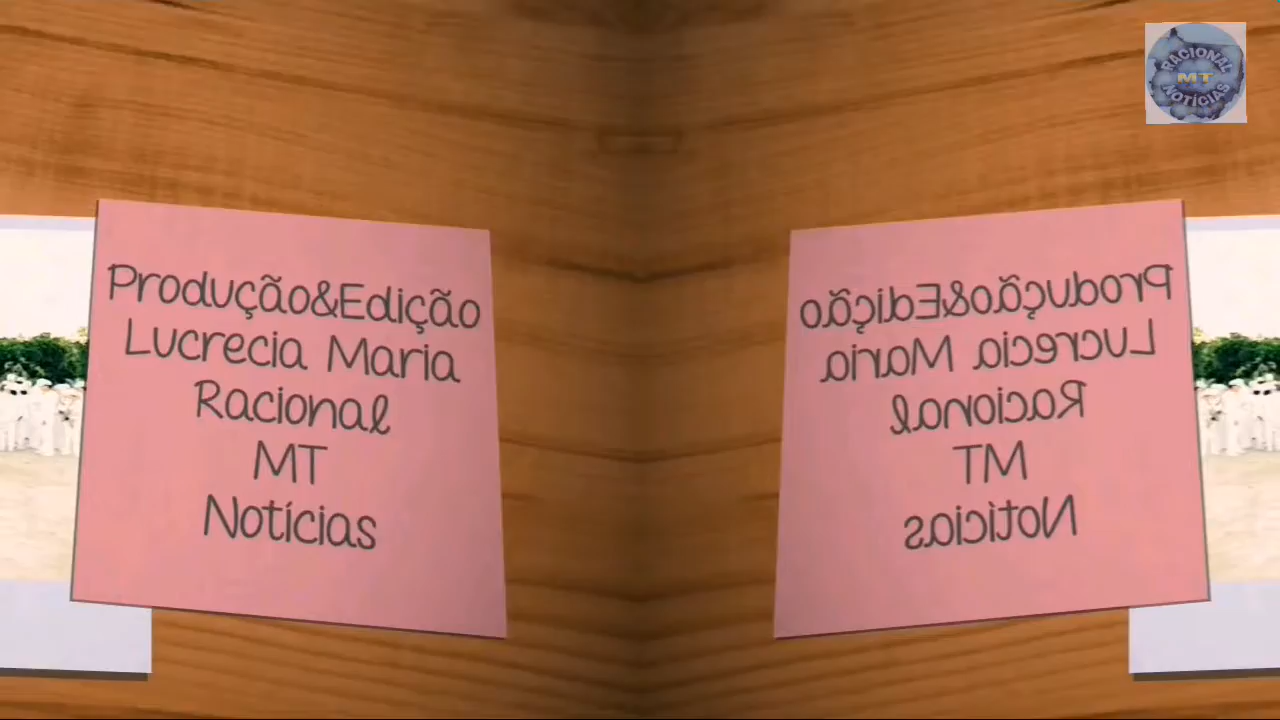 Produção&Edição
Lucrecia Maria
Racional
MT
Notícias
Produção&Edição
Lucrecia Maria
Racional
MT
Notícias
RACIONAL
MT
NOTÍCIAS